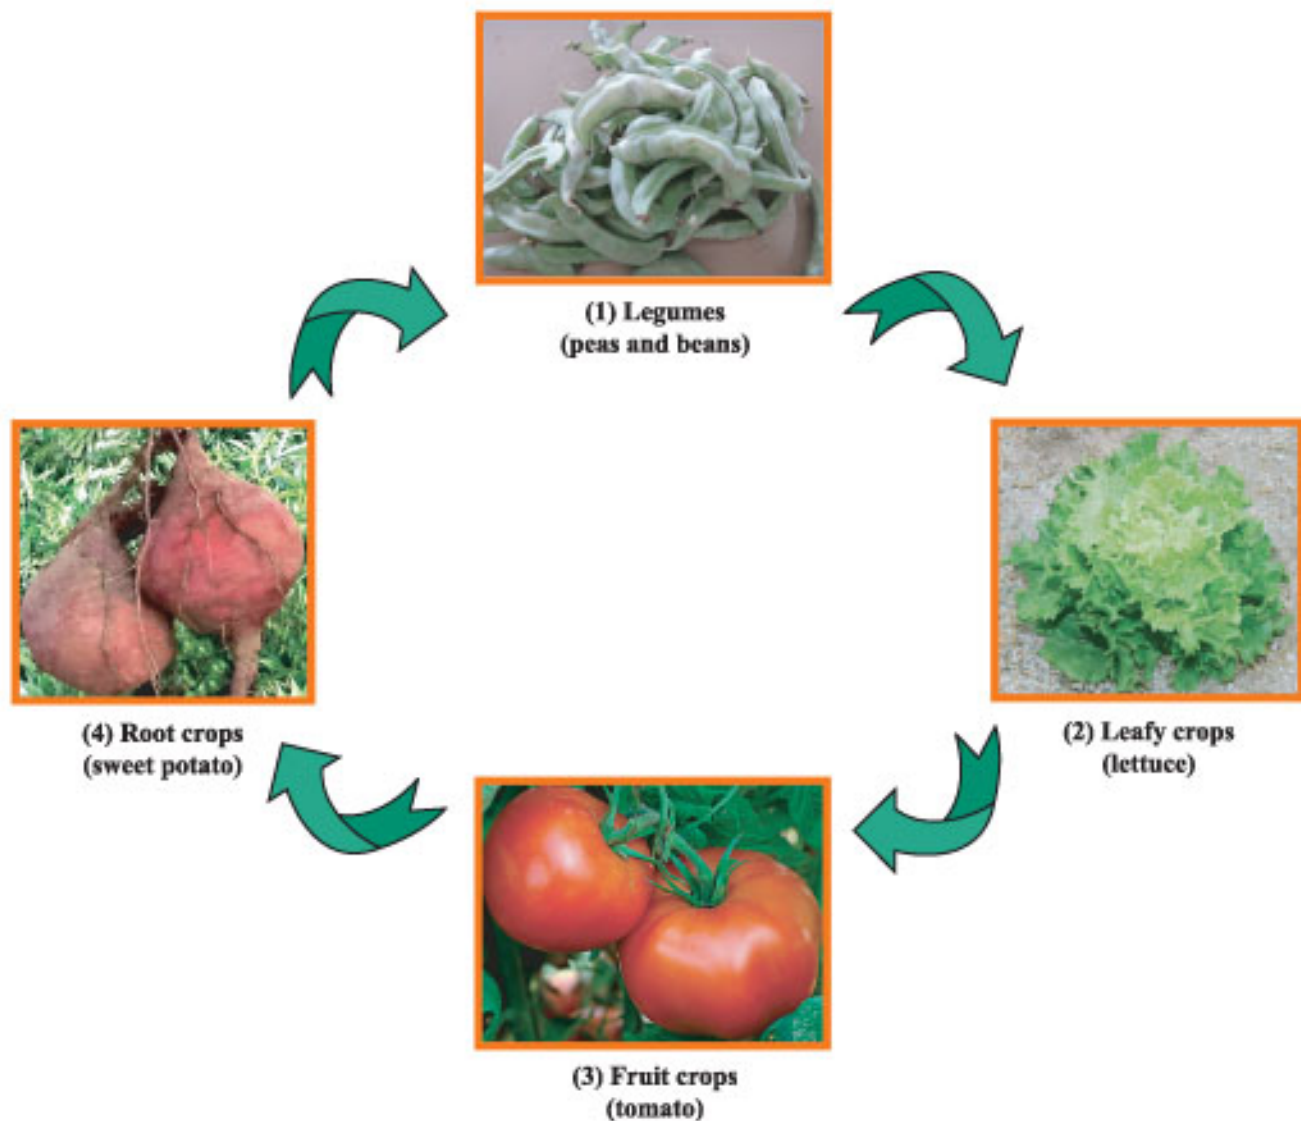 (1) Legumes
(peas and beans)
(2) Leafy crops
(lettuce)
(3) Fruit crops
(tomato)
(4) Root crops
(sweet potato)